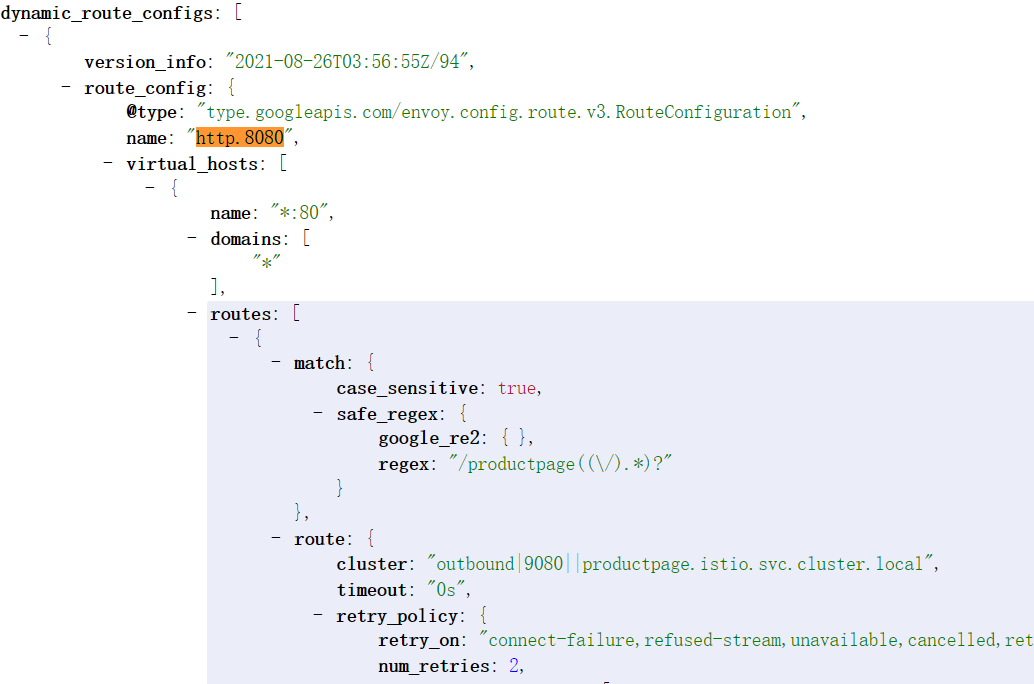 dynamic_route_configs: [
- {
version_info: "2021-08-26T03:56:55Z/94",
- route_config: {
@type: "type.googleapis.com/envoy.config.route.v3.RouteConfiguration",
name: "http.8080",
- virtual_hosts: [
- {
name: "*:80",
- domains: [
"*"
],
- routes: [
- {
- match: {
case_sensitive: true,
- safe_regex: {
google_re2: { },
regex: "/productpage((\/).*)?"
}
},
- route: {
cluster: "outbound|9080||productpage.istio.svc.cluster.local",
timeout: "0s",
- retry_policy: {
retry_on: "connect-failure,refused-stream,unavailable,cancelled,ret
num_retries: 2,